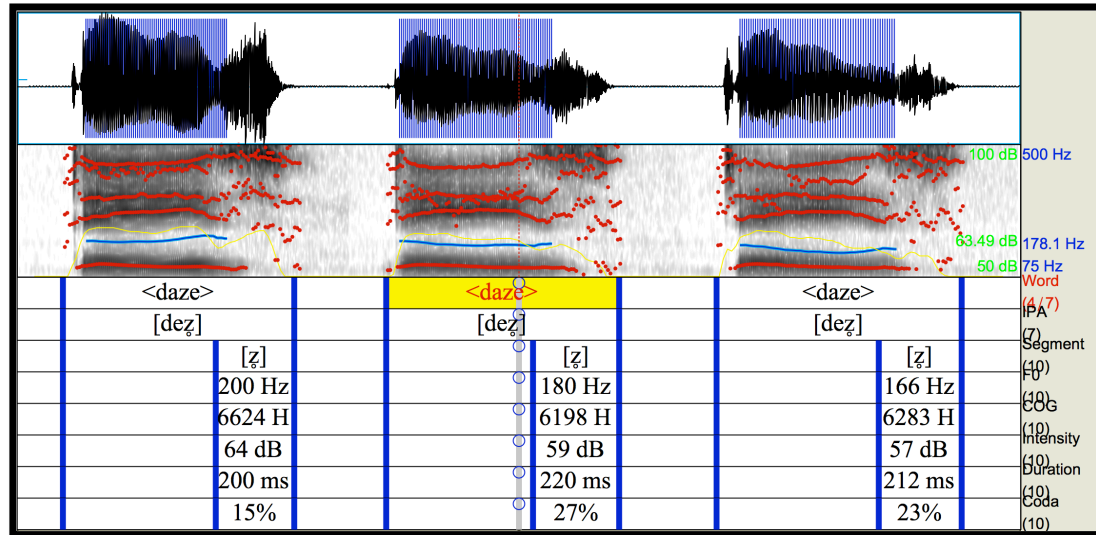 100 dB 500 Hz
63.49 dB 178.1 Hz
50 dB 75 Hz
<daze> <daze> <daze> Word (4/7)
[dez̥] [dez̥] [dez̥] IPA (7)
[z̥] [z̥] [z̥] Segment (10)
200 Hz 180 Hz 166 Hz F0 (10)
6624 H 6198 H 6283 H COG (10)
64 dB 59 dB 57 dB Intensity (10)
200 ms 220 ms 212 ms Duration (10)
15% 27% 23% Coda (10)